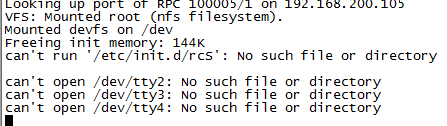 Looking up port of RPC 100005/1 on 192.168.200.105
VFS: Mounted root (nfs filesystem).
Mounted devfs on /dev
Freeing init memory: 144K
can't run '/etc/init.d/rcS': No such file or directory
can't open /dev/tty2: No such file or directory
can't open /dev/tty3: No such file or directory
can't open /dev/tty4: No such file or directory